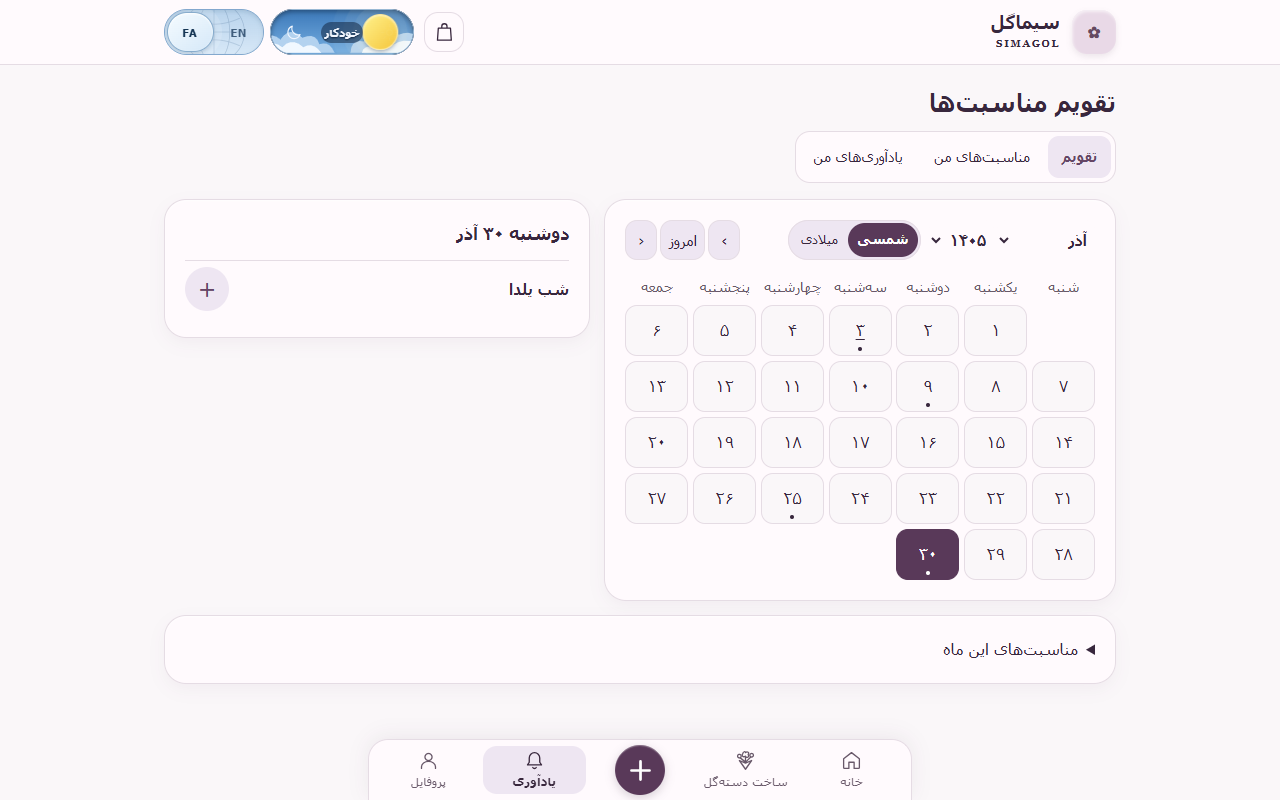 سیماگل
SIMAGOL
خودکار
EN
FA
تقویم مناسبت‌ها
تقویم
مناسبت‌های من
یادآوری‌های من
آذر
۱۴۰۵
شمسی
میلادی
›
امروز
‹
شنبه یکشنبه دوشنبه سه‌شنبه چهارشنبه پنجشنبه جمعه
۱ ۲ ۳ ۴ ۵ ۶
۷ ۸ ۹ ۱۰ ۱۱ ۱۲ ۱۳
۱۴ ۱۵ ۱۶ ۱۷ ۱۸ ۱۹ ۲۰
۲۱ ۲۲ ۲۳ ۲۴ ۲۵ ۲۶ ۲۷
۲۸ ۲۹ ۳۰
دوشنبه ۳۰ آذر
شب یلدا
+
مناسبت‌های این ماه
خانه
ساخت دسته‌گل
+
یادآوری
پروفایل